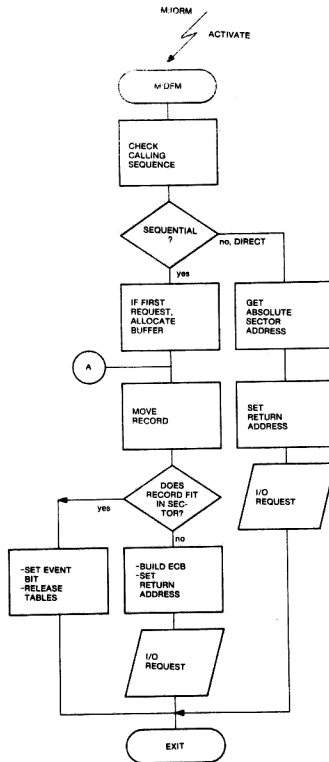 M:IORM
ACTIVATE
M:DFM
CHECK
CALLING
SEQUENCE
SEQUENTIAL
?
no, DIRECT
yes
IF FIRST
REQUEST,
ALLOCATE
BUFFER
GET
ABSOLUTE
SECTOR
ADDRESS
A
MOVE
RECORD
SET
RETURN
ADDRESS
DOES
RECORD FIT
IN SEC-
TOR?
yes
no
I/O
REQUEST
-SET EVENT
BIT
-RELEASE
TABLES
-BUILD ECB
-SET
RETURN
ADDRESS
I/O
REQUEST
EXIT